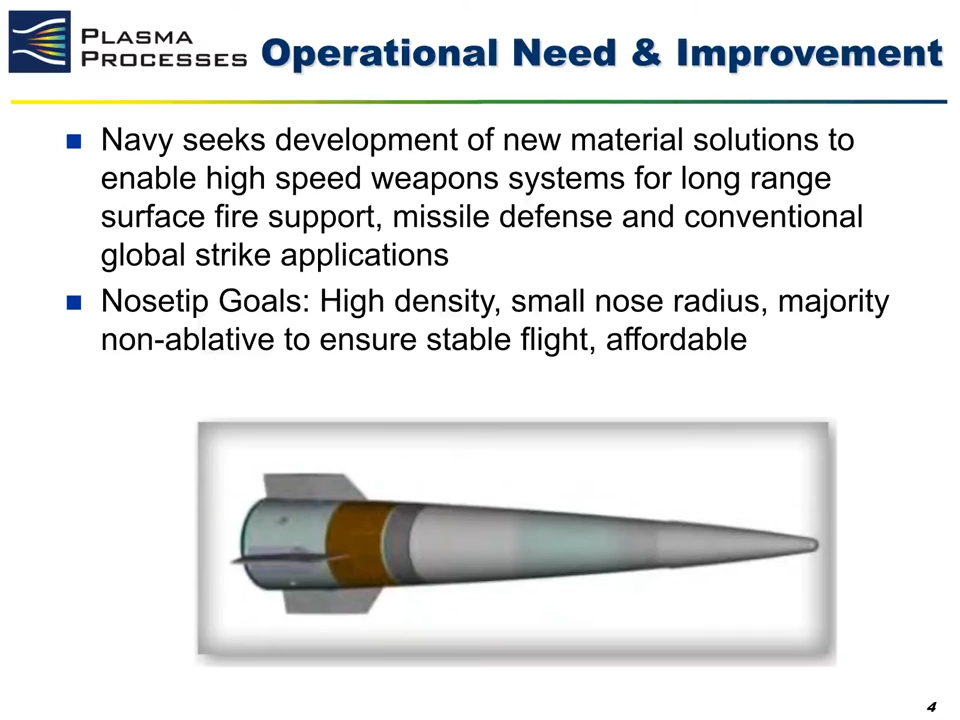 PLASMA
PROCESSES
Operational Need & Improvement
Navy seeks development of new material solutions to
enable high speed weapons systems for long range
surface fire support, missile defense and conventional
global strike applications
Nosetip Goals: High density, small nose radius, majority
non-ablative to ensure stable flight, affordable
4